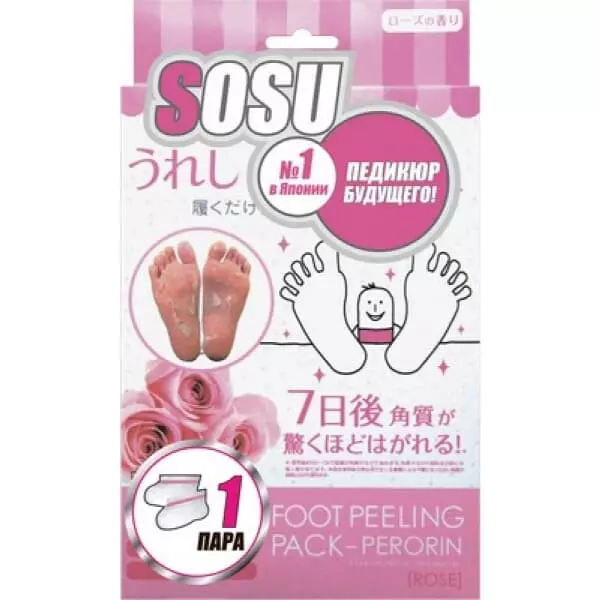 ローズの香り
SOSU
うれし
履くだけ
№1
в Японии
ПЕДИКЮР
БУДУЩЕГО!
7日後 角質が
驚くほどはがれる!
1
ПАРА
FOOT PEELING
PACK-PERORIN
[ROSE]